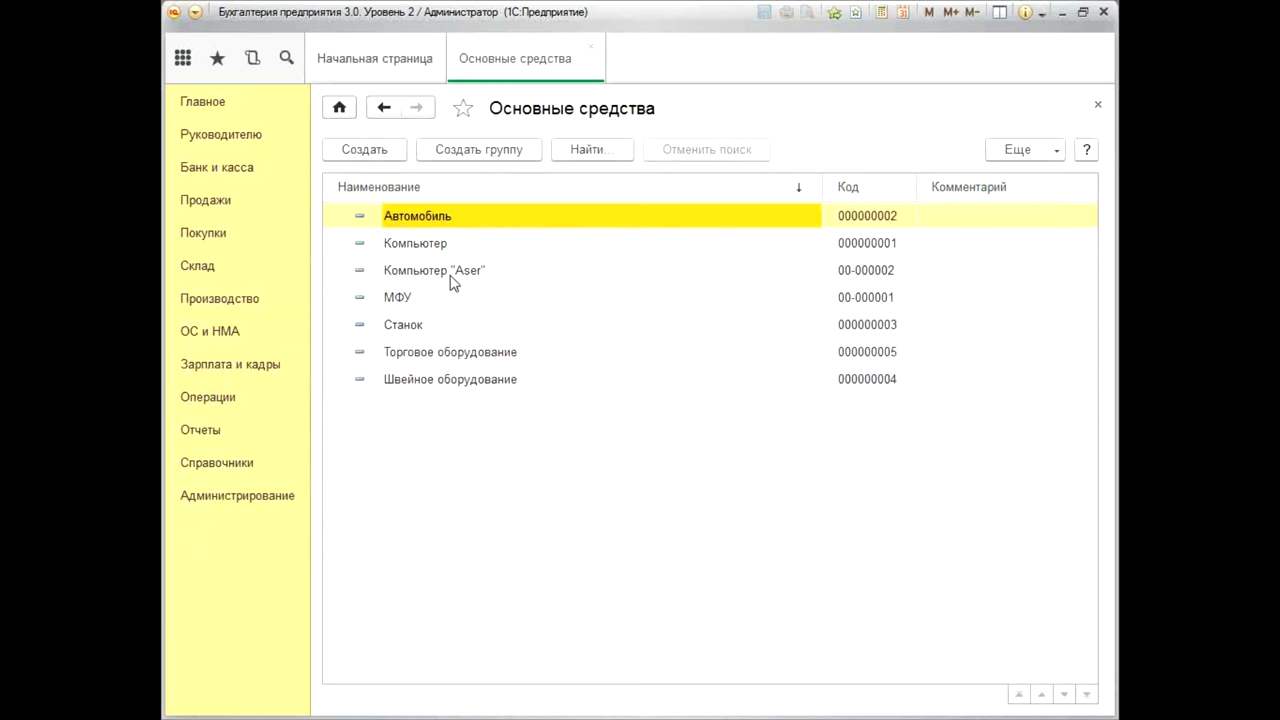 Бухгалтерия предприятия 3.0. Уровень 2 / Администратор (1С:Предприятие)
M M+ M-
Начальная страница
Основные средства
Главное
Руководителю
Банк и касса
Продажи
Покупки
Склад
Производство
ОС и НМА
Зарплата и кадры
Операции
Отчеты
Справочники
Администрирование
Основные средства
Создать Создать группу Найти... Отменить поиск Еще ?
Наименование Код Комментарий
Автомобиль 000000002
Компьютер 000000001
Компьютер "Aser" 00-000002
МФУ 00-000001
Станок 000000003
Торговое оборудование 000000005
Швейное оборудование 000000004